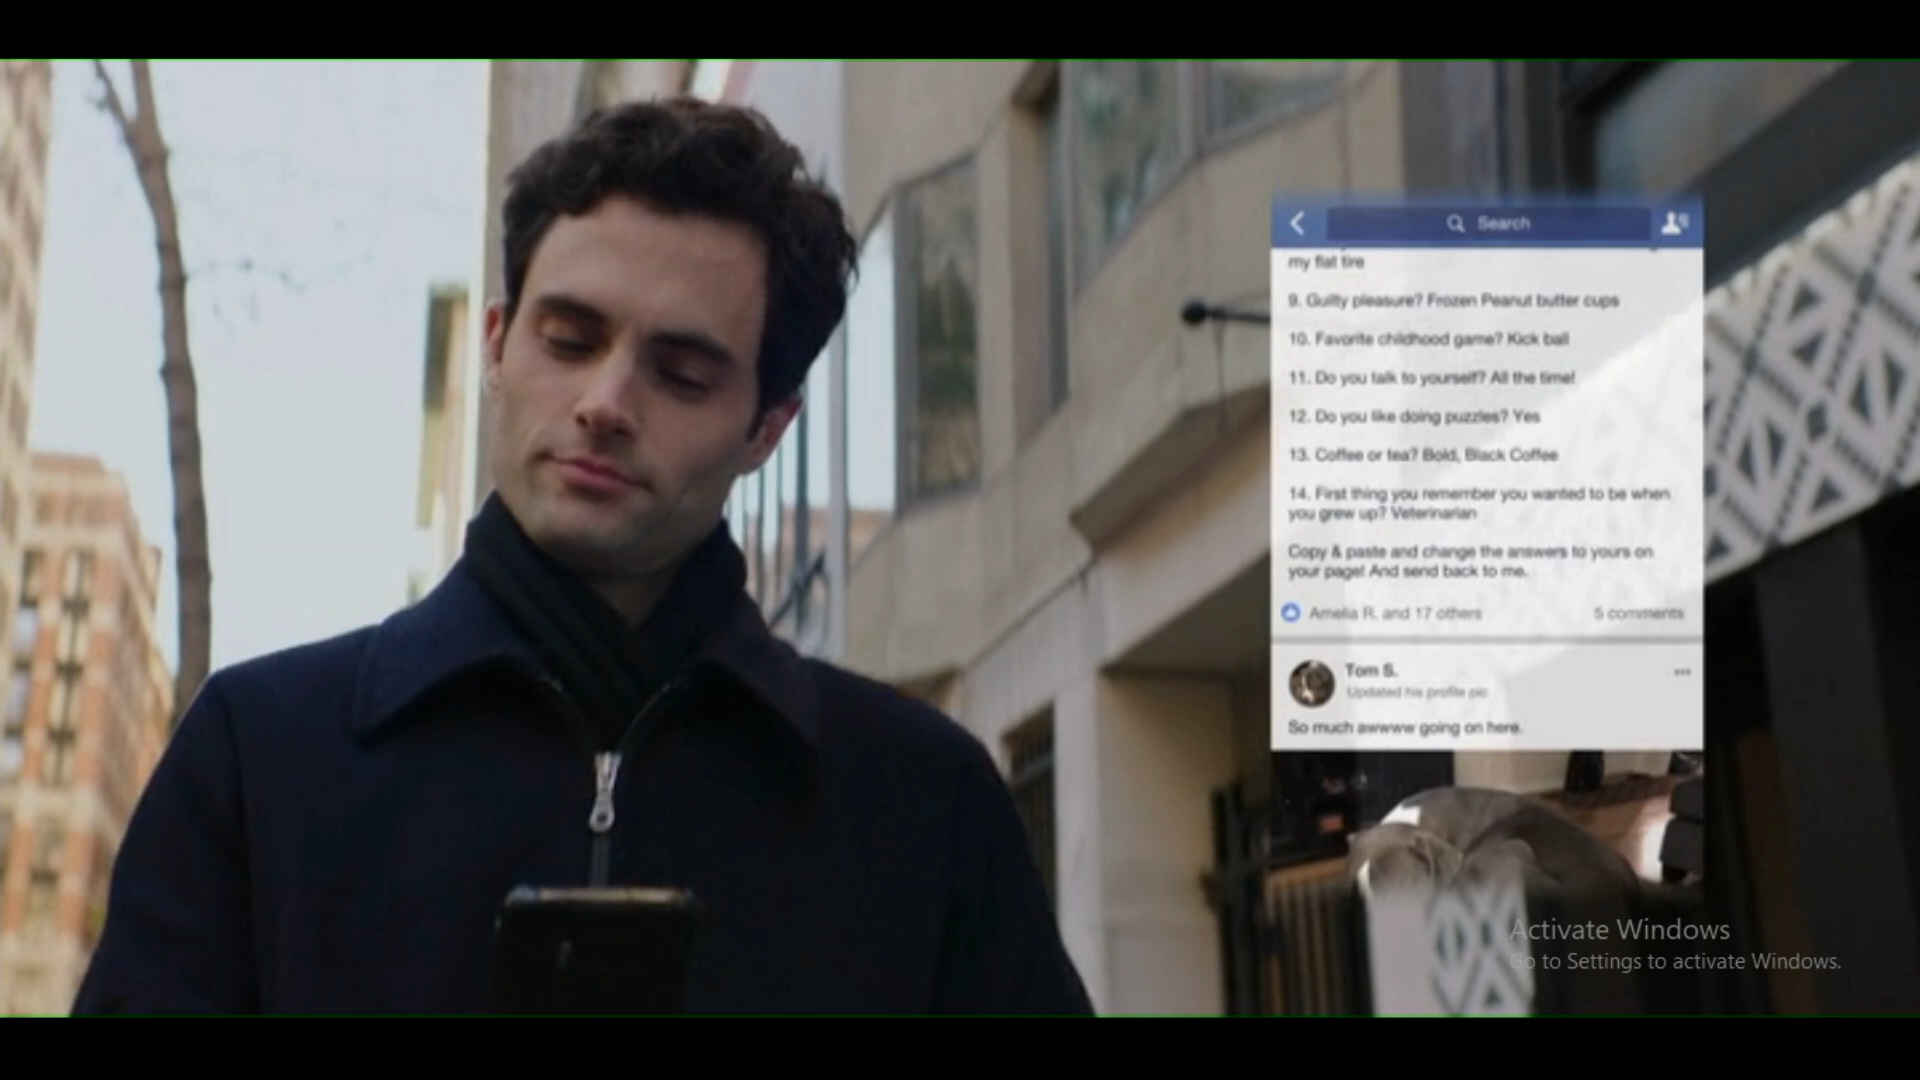 Search
my flat tire
9. Guilty pleasure? Frozen Peanut butter cups
10. Favorite childhood game? Kick ball
11. Do you talk to yourself? All the time!
12. Do you like doing puzzles? Yes
13. Coffee or tea? Bold, Black Coffee
14. First thing you remember you wanted to be when
you grew up? Veterinarian
Copy & paste and change the answers to yours on
your page! And send back to me.
Amelia R. and 17 others 5 comments
Tom S.
Updated his profile pic
So much awwww going on here.
Activate Windows
Go to Settings to activate Windows.